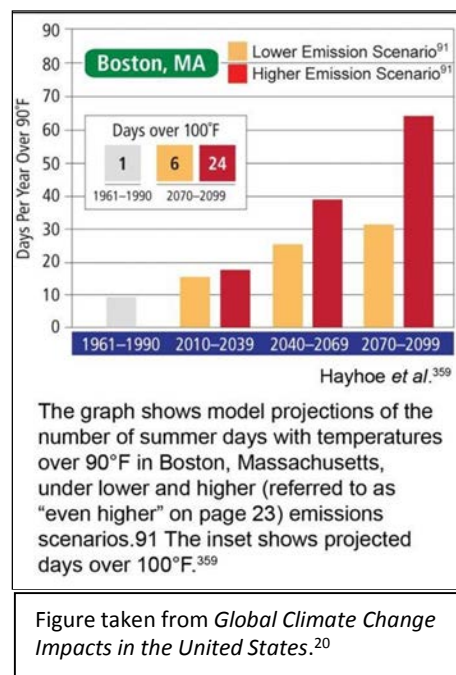 90
Boston, MA
Lower Emission Scenario91
Higher Emission Scenario91
80
70
60
50
40
30
20
10
0
Days Per Year Over 90°F
Days over 100°F
1 6 24
1961–1990 2070–2099
1961–1990 2010–2039 2040–2069 2070–2099
Hayhoe et al.359
The graph shows model projections of the
number of summer days with temperatures
over 90°F in Boston, Massachusetts,
under lower and higher (referred to as
“even higher” on page 23) emissions
scenarios.91 The inset shows projected
days over 100°F.359
Figure taken from Global Climate Change
Impacts in the United States.20